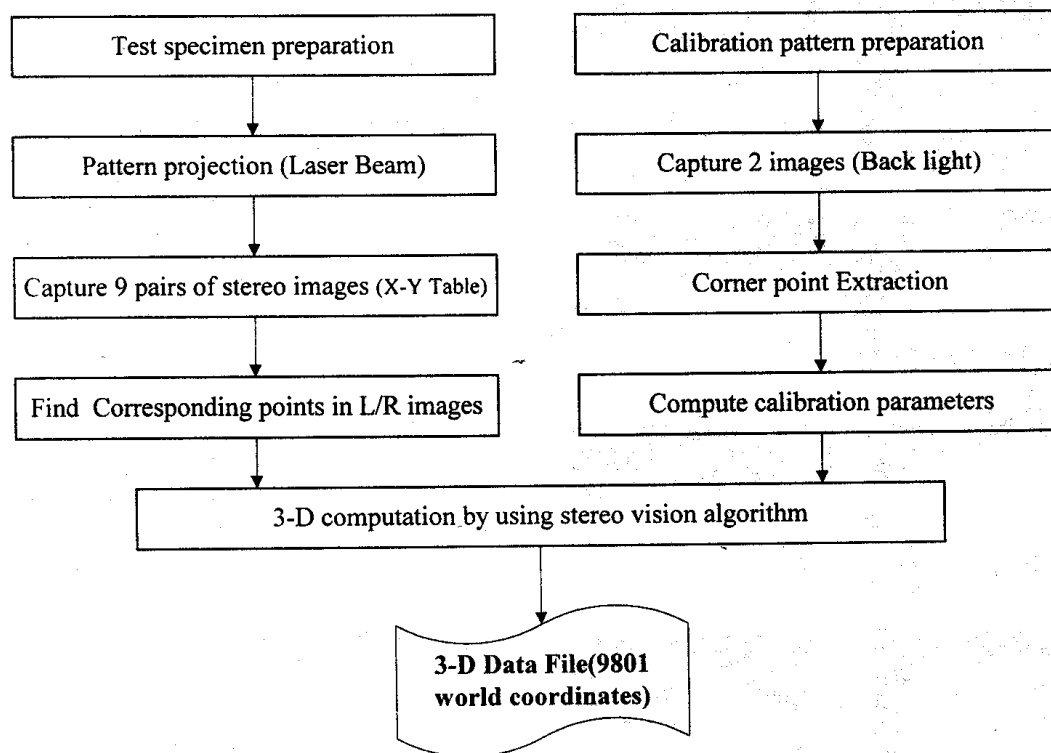 Test specimen preparation
Calibration pattern preparation
Pattern projection (Laser Beam)
Capture 2 images (Back light)
Capture 9 pairs of stereo images (X-Y Table)
Corner point Extraction
Find Corresponding points in L/R images
Compute calibration parameters
3-D computation by using stereo vision algorithm
3-D Data File(9801
world coordinates)